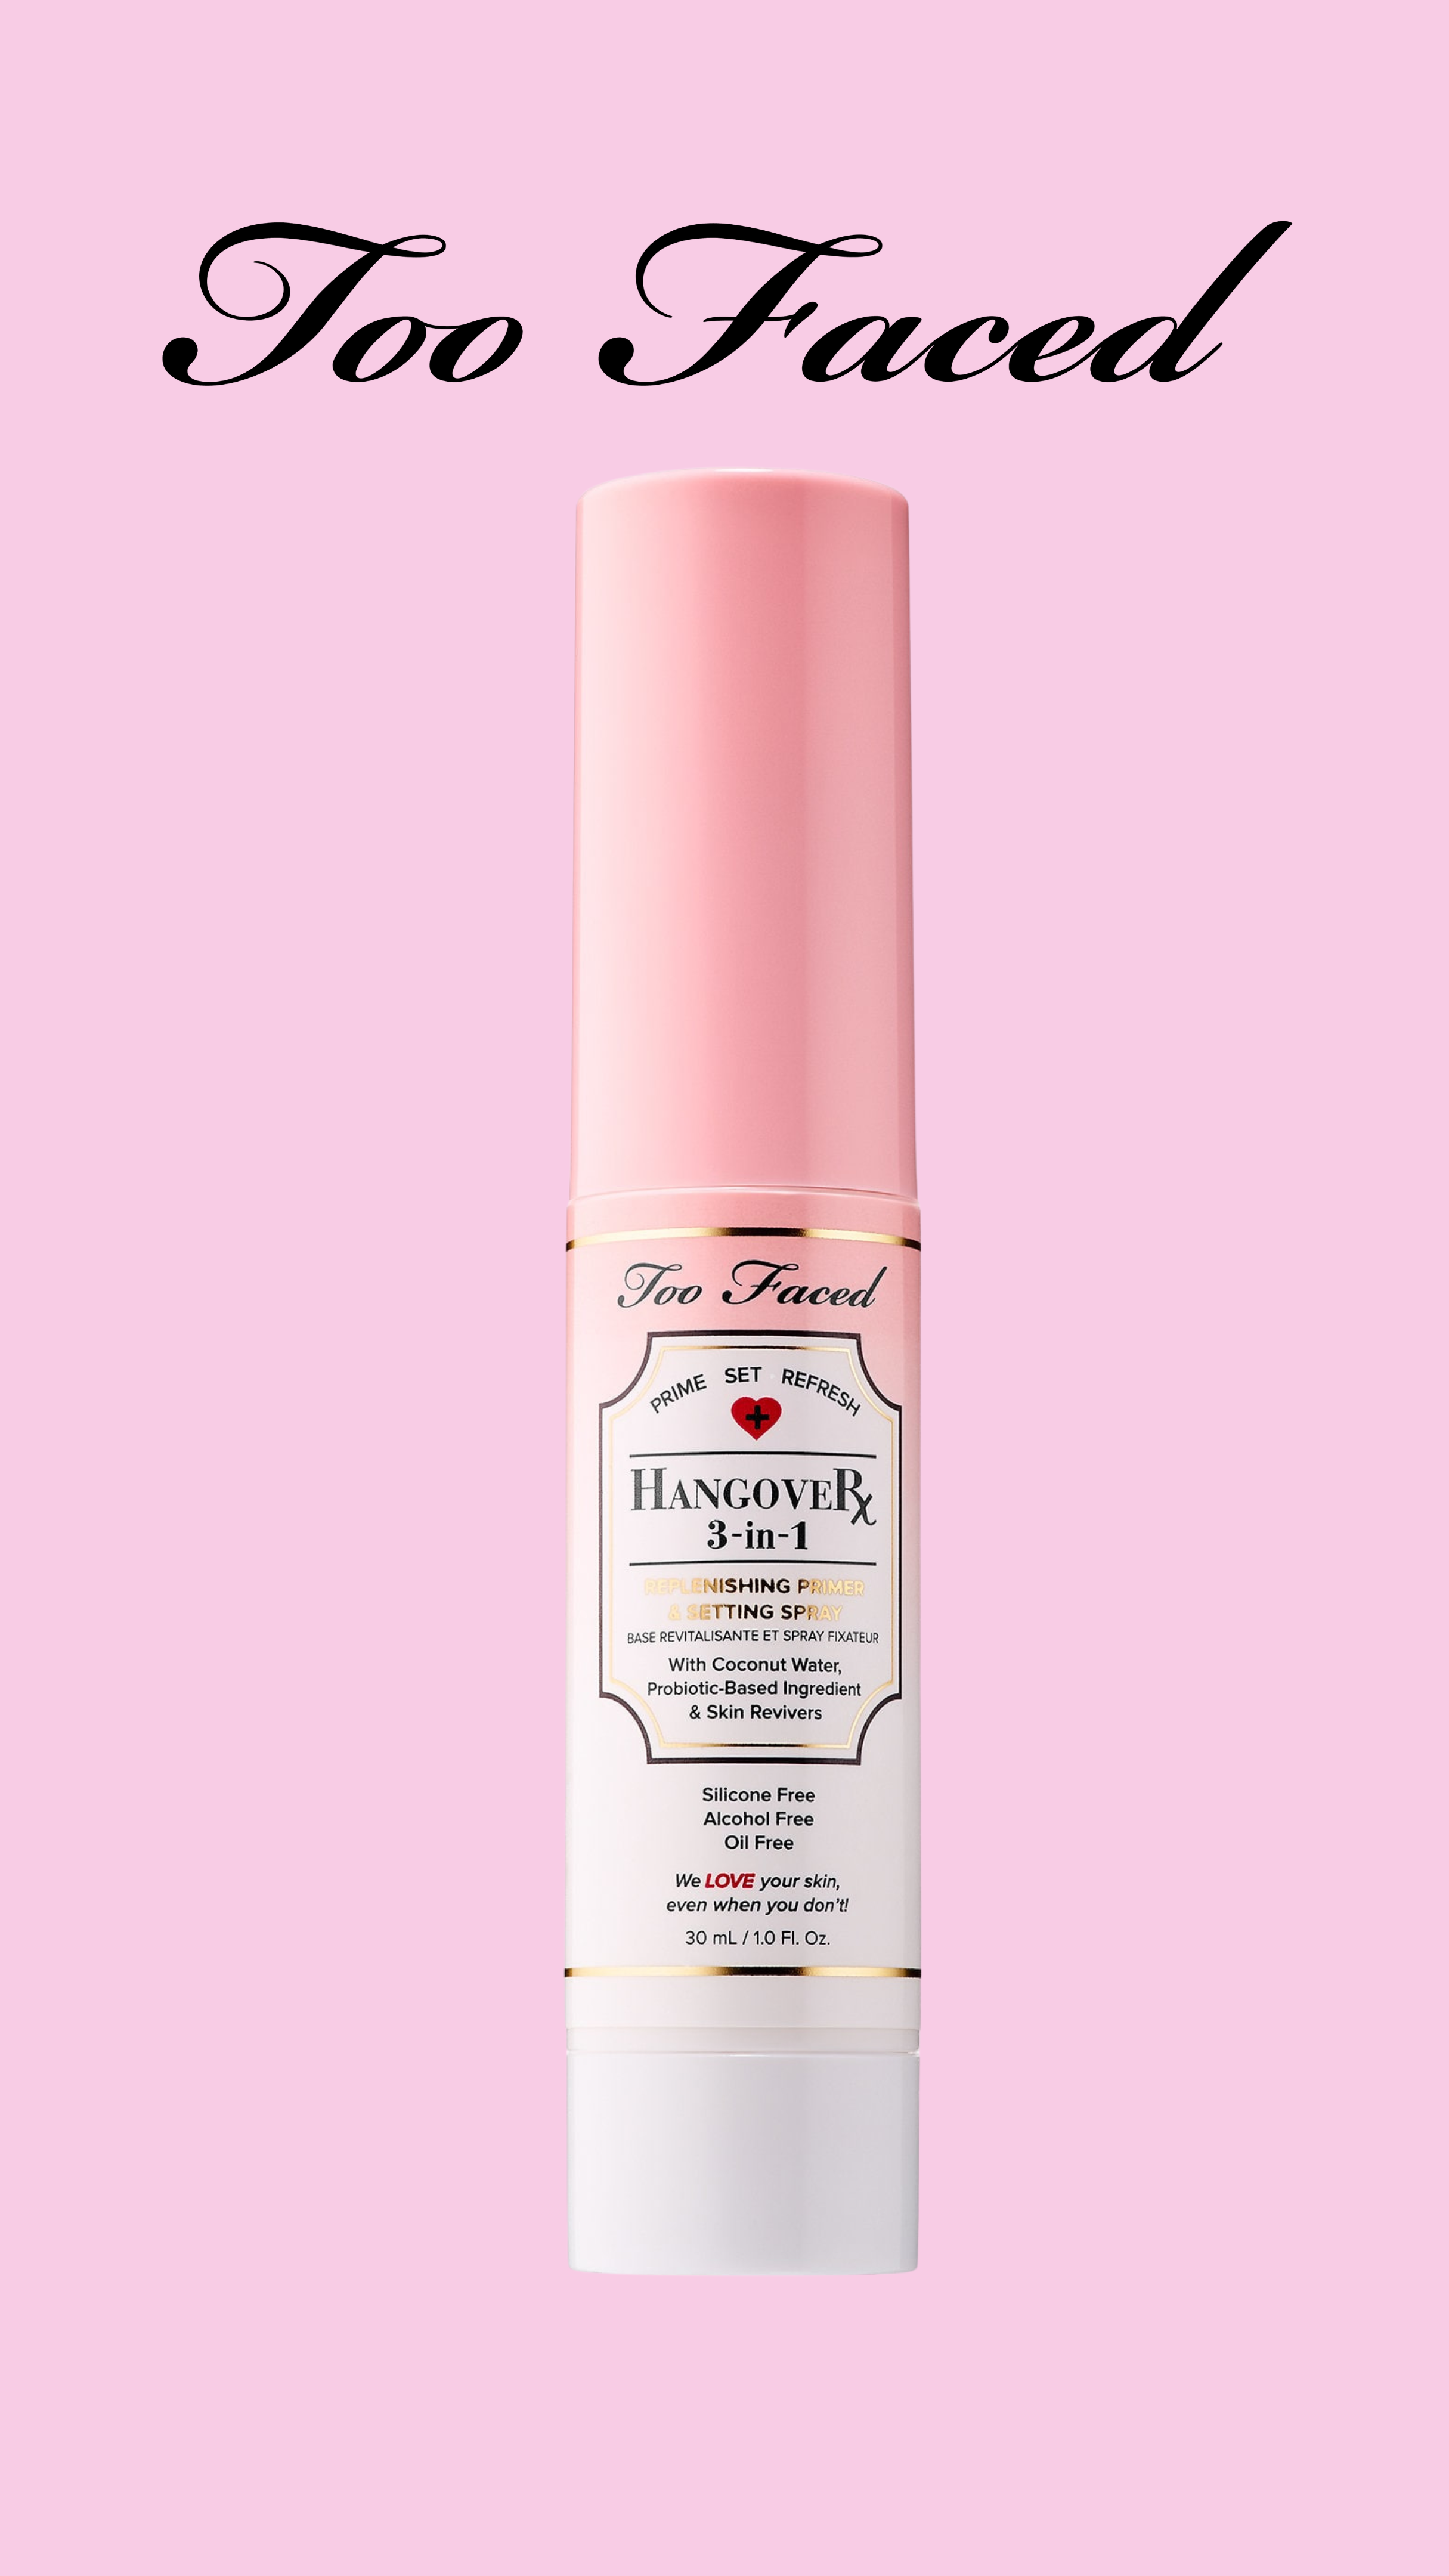 Too Faced
Too Faced
PRIME SET REFRESH
HANGOVERx
3-in-1
REPLENISHING PRIMER
& SETTING SPRAY
BASE REVITALISANTE ET SPRAY FIXATEUR
With Coconut Water,
Probiotic-Based Ingredient
& Skin Revivers
Silicone Free
Alcohol Free
Oil Free
We LOVE your skin,
even when you don't!
30 mL / 1.0 Fl. Oz.